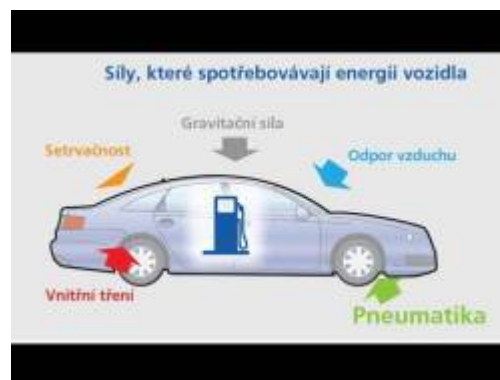 Síly, které spotřebovávají energii vozidla
Gravitační síla
Setrvačnost
Odpor vzduchu
Vnitřní tření
Pneumatika